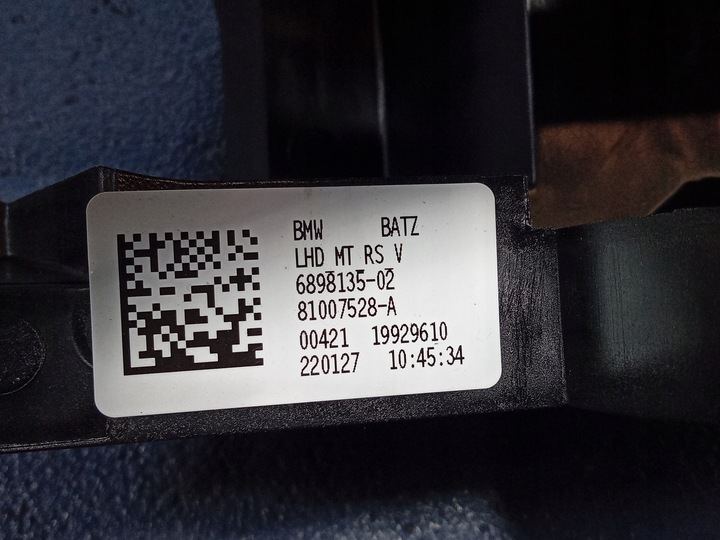 BMW BATZ
LHD MT RS V
6898135-02
81007528-A
00421 19929610
220127 10:45:34